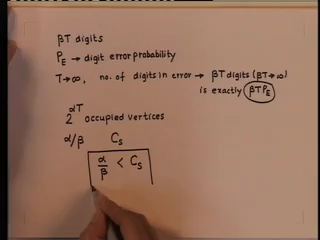 βT digits
P_E → digit error probability
T→∞, no. of digits in error → βT digits (βT→∞)
is exactly βTP_E
2^αT occupied vertices
α/β C_s
α/β < C_s